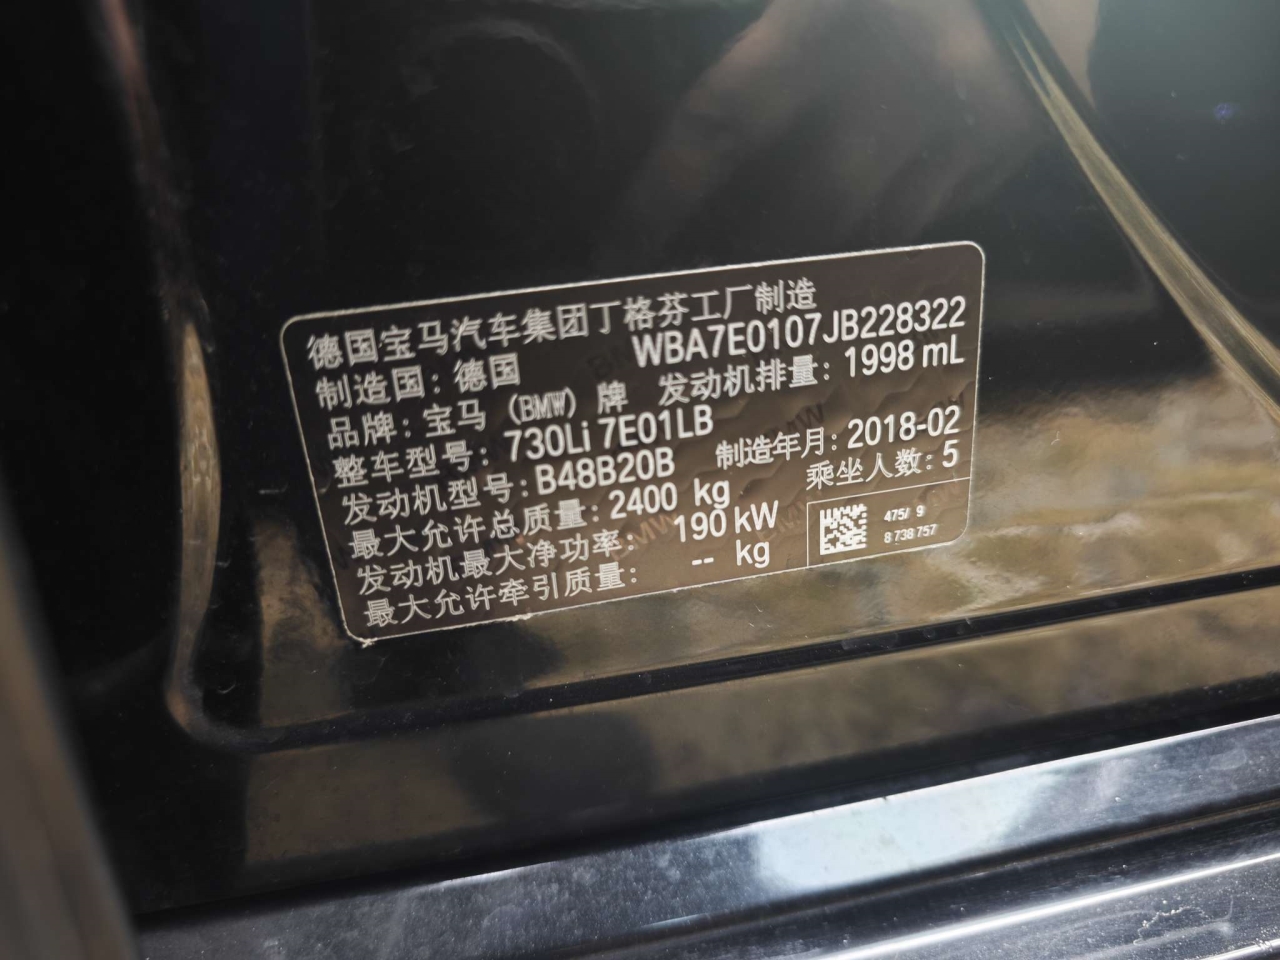 德国宝马汽车集团丁格芬工厂制造
制造国：德国 WBA7E0107JB228322
品牌：宝马（BMW）牌 发动机排量：1998 mL
整车型号：730Li 7E01LB
发动机型号：B48B20B 制造年月：2018-02
最大允许总质量：2400 kg 乘坐人数：5
发动机最大净功率： 190 kW
最大允许牵引质量： -- kg
475/ 9
8 738 757